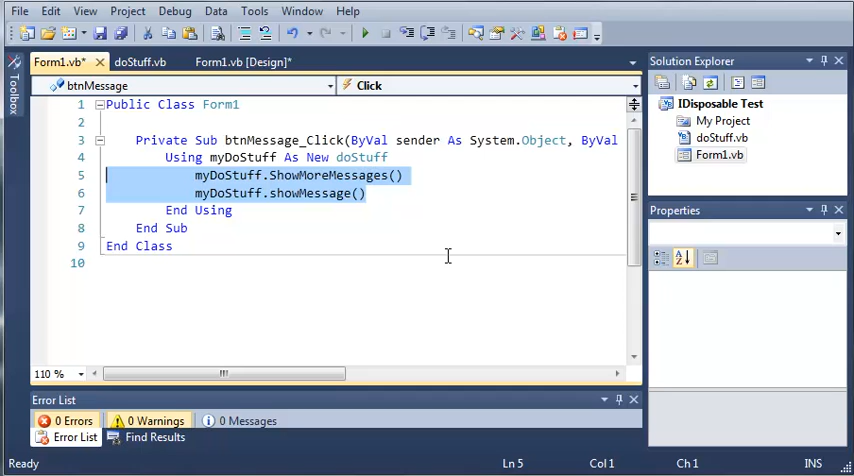 File Edit View Project Debug Data Tools Window Help
Form1.vb* doStuff.vb Form1.vb [Design]*
Toolbox
btnMessage Click
1 Public Class Form1
2
3 Private Sub btnMessage_Click(ByVal sender As System.Object, ByVal
4 Using myDoStuff As New doStuff
5 myDoStuff.ShowMoreMessages()
6 myDoStuff.showMessage()
7 End Using
8 End Sub
9 End Class
10
110 %
Error List
0 Errors 0 Warnings 0 Messages
Error List Find Results
Solution Explorer
IDisposable Test
My Project
doStuff.vb
Form1.vb
Properties
Ready Ln 5 Col 1 Ch 1 INS